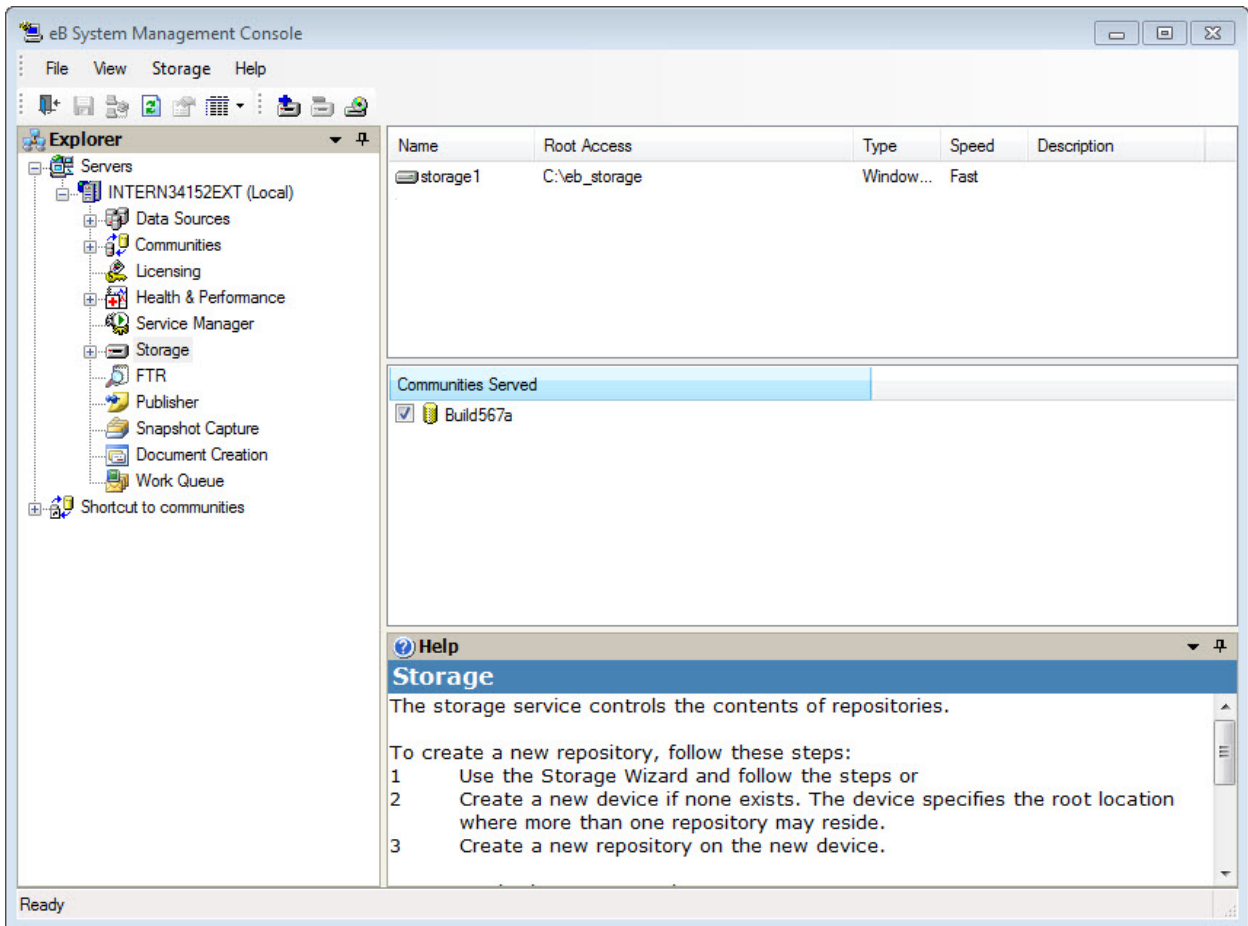 eB System Management Console
File View Storage Help
Explorer
Servers
INTERN34152EXT (Local)
Data Sources
Communities
Licensing
Health & Performance
Service Manager
Storage
FTR
Publisher
Snapshot Capture
Document Creation
Work Queue
Shortcut to communities
Name Root Access Type Speed Description
storage1 C:\eb_storage Window... Fast
Communities Served
Build567a
Help
Storage
The storage service controls the contents of repositories.
To create a new repository, follow these steps:
1 Use the Storage Wizard and follow the steps or
2 Create a new device if none exists. The device specifies the root location
where more than one repository may reside.
3 Create a new repository on the new device.
Ready